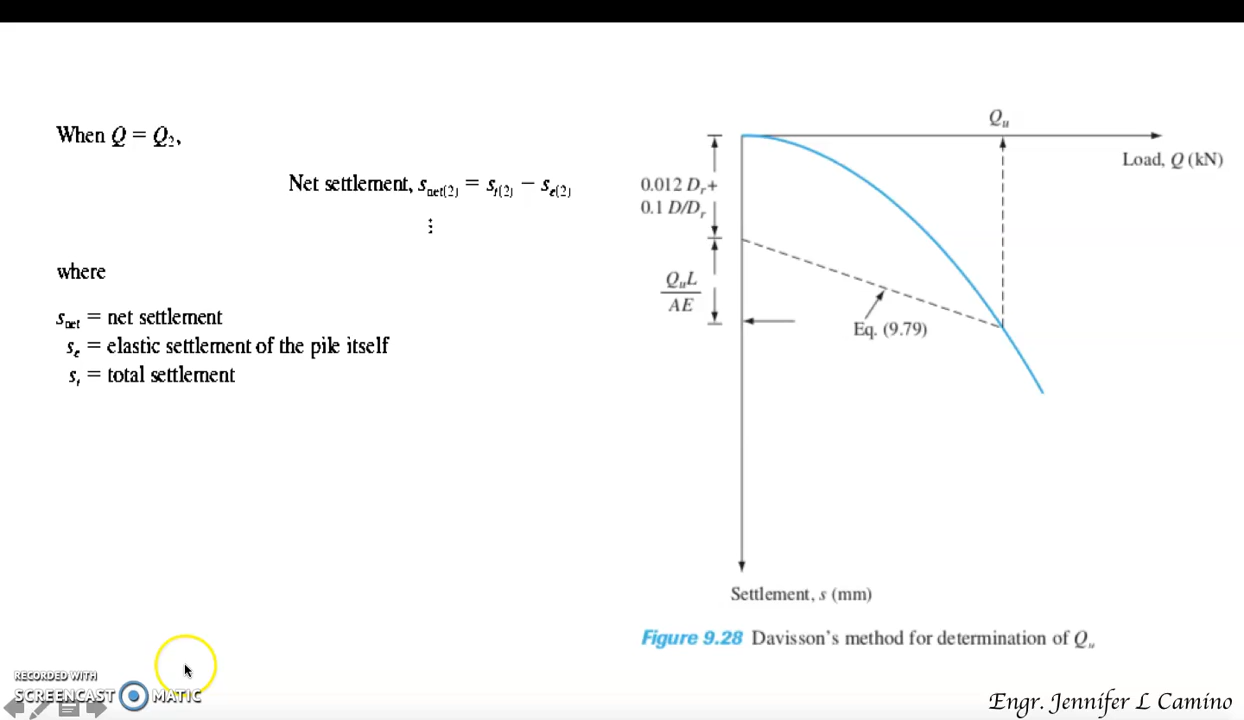 When Q = Q₂,
Net settlement, s_net(2) = s_t(2) − s_e(2)
⋮
where
s_net = net settlement
s_e = elastic settlement of the pile itself
s_t = total settlement
Q_u
Load, Q (kN)
0.012 D_r+
0.1 D/D_r
Q_uL
AE
Eq. (9.79)
Settlement, s (mm)
Figure 9.28 Davisson's method for determination of Q_u
RECORDED WITH
SCREENCAST MATIC
Engr. Jennifer L Camino